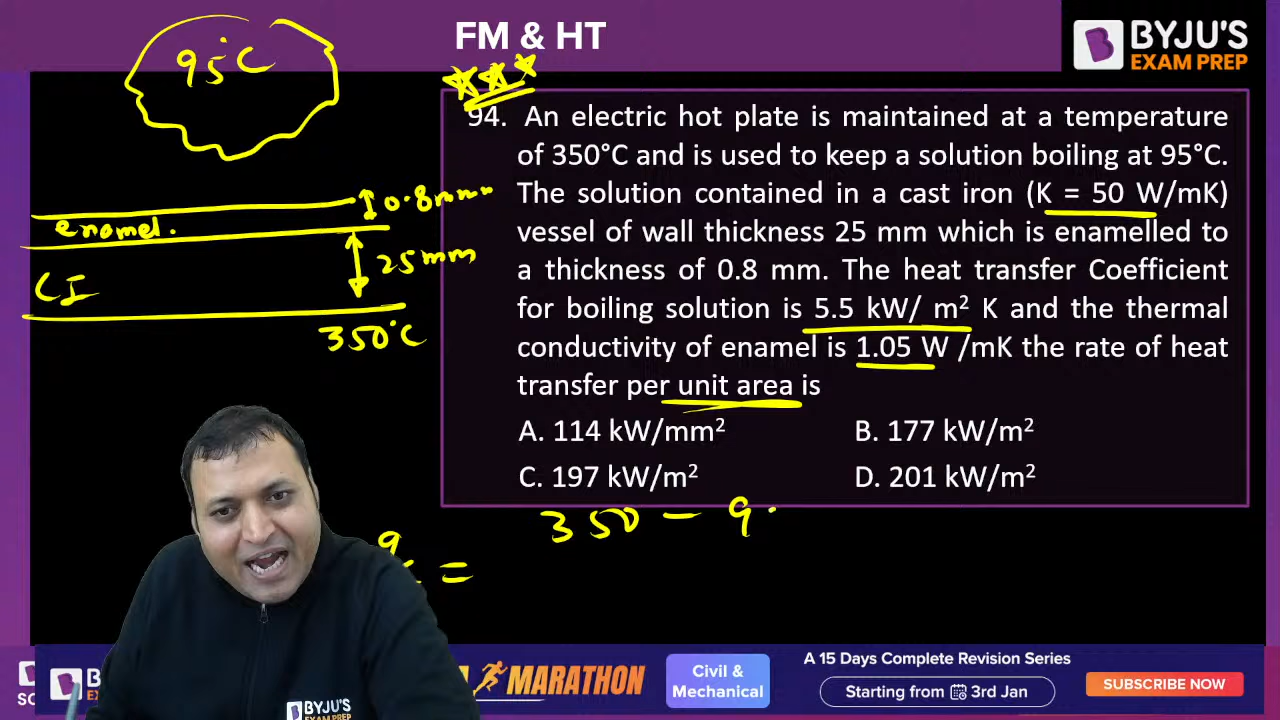 FM & HT
BYJU'S
EXAM PREP
95°C
94. An electric hot plate is maintained at a temperature
of 350°C and is used to keep a solution boiling at 95°C.
The solution contained in a cast iron (K = 50 W/mK)
vessel of wall thickness 25 mm which is enamelled to
a thickness of 0.8 mm. The heat transfer Coefficient
for boiling solution is 5.5 kW/ m² K and the thermal
conductivity of enamel is 1.05 W /mK the rate of heat
transfer per unit area is
A. 114 kW/mm²
B. 177 kW/m²
C. 197 kW/m²
D. 201 kW/m²
0.8mm
enamel.
25mm
CI
350°C
350 - 9
q
=
MARATHON
Civil &
Mechanical
A 15 Days Complete Revision Series
Starting from 3rd Jan
SUBSCRIBE NOW
BYJU'S
EXAM PREP